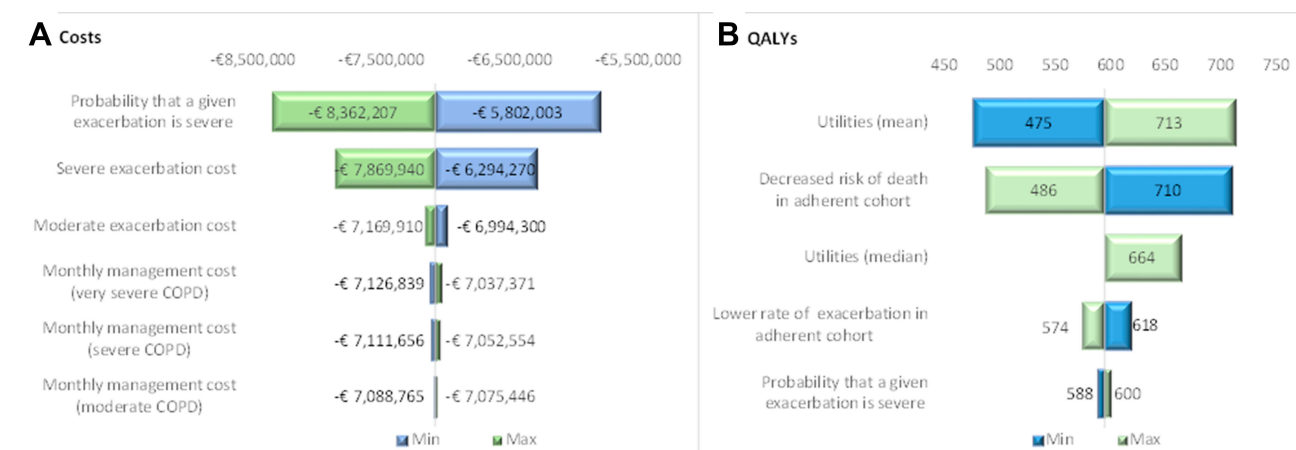 A Costs
-€8,500,000 -€7,500,000 -€6,500,000 -€5,500,000
Probability that a given
exacerbation is severe
-€ 8,362,207 -€ 5,802,003
Severe exacerbation cost
-€ 7,869,940 -€ 6,294,270
Moderate exacerbation cost
-€ 7,169,910 -€ 6,994,300
Monthly management cost
(very severe COPD)
-€ 7,126,839 -€ 7,037,371
Monthly management cost
(severe COPD)
-€ 7,111,656 -€ 7,052,554
Monthly management cost
(moderate COPD)
-€ 7,088,765 -€ 7,075,446
Min Max
B QALYs
450 500 550 600 650 700 750
Utilities (mean)
475 713
Decreased risk of death
in adherent cohort
486 710
Utilities (median)
664
Lower rate of exacerbation in
adherent cohort
574 618
Probability that a given
exacerbation is severe
588 600
Min Max